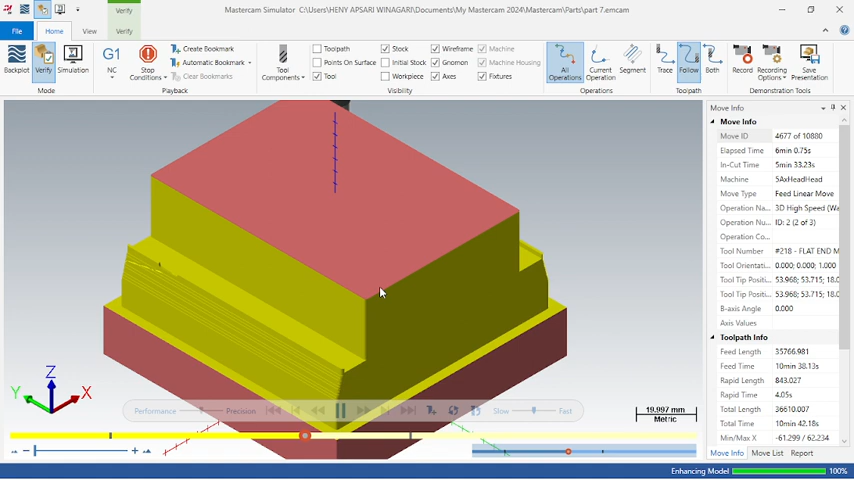 Verify
Mastercam Simulator C:\Users\HENY APSARI WINAGARI\Documents\My Mastercam 2024\Mastercam\Parts\part 7.emcam
File
Home
View
Verify
Backplot
Verify
Simulation
Mode
G1
NC
Stop Conditions
Create Bookmark
Automatic Bookmark
Clear Bookmarks
Playback
Tool Components
Toolpath
Points On Surface
Tool
Stock
Initial Stock
Workpiece
Wireframe
Gnomon
Axes
Machine
Machine Housing
Fixtures
Visibility
All Operations
Current Operation
Segment
Operations
Trace
Follow
Both
Toolpath
Record
Recording Options
Save Presentation
Demonstration Tools
Move Info
Move Info
Move ID 4677 of 10880
Elapsed Time 6min 0.75s
In-Cut Time 5min 33.23s
Machine 5AxHeadHead
Move Type Feed Linear Move
Operation Na... 3D High Speed (Wa
Operation Nu... ID: 2 (2 of 3)
Operation Co...
Tool Number #218 - FLAT END M
Tool Orientati... 0.000; 0.000; 1.000
Tool Tip Positi... 53.968; 53.715; 18.0
Tool Tip Positi... 53.968; 53.715; 18.0
B-axis Angle 0.000
Axis Values
Toolpath Info
Feed Length 35766.981
Feed Time 10min 38.13s
Rapid Length 843.027
Rapid Time 4.05s
Total Length 36610.007
Total Time 10min 42.18s
Min/Max X -61.299 / 62.234
Move Info Move List Report
Z
Y
X
Performance
Precision
Slow
Fast
19.997 mm
Metric
Enhancing Model 100%